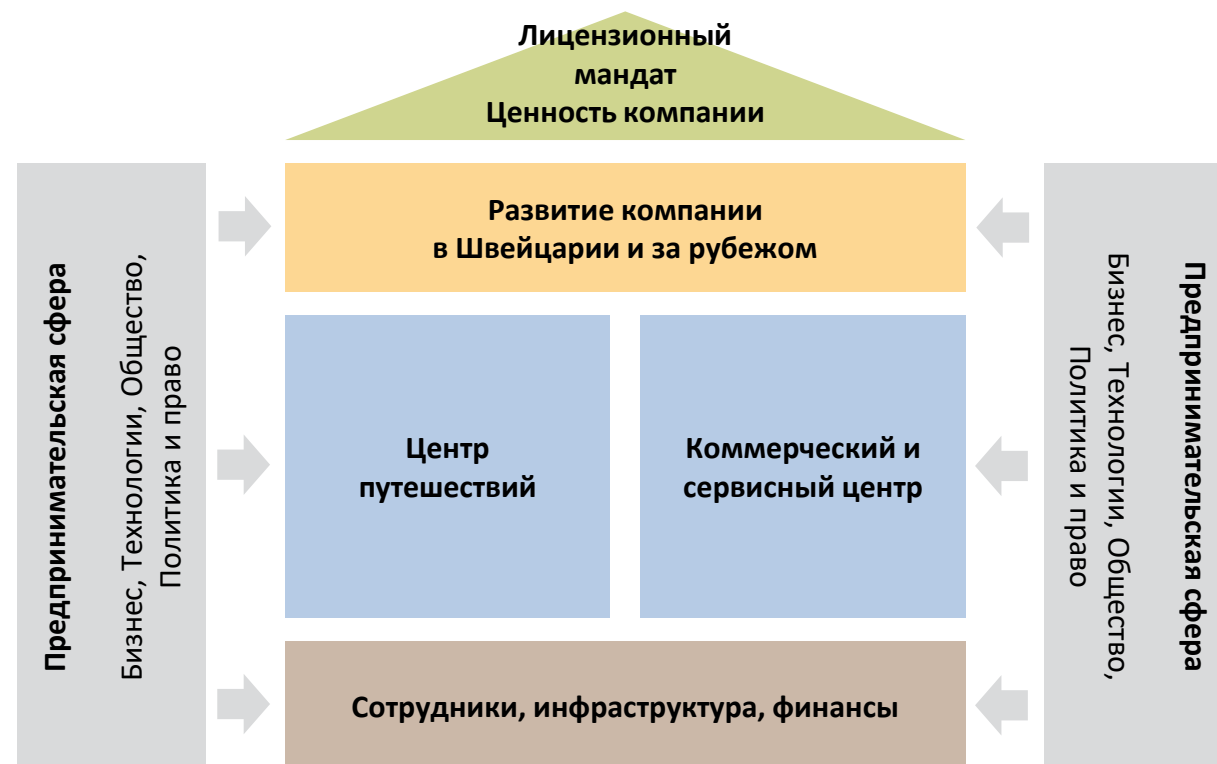 Лицензионный
мандат
Ценность компании
Предпринимательская сфера
Бизнес, Технологии, Общество,
Политика и право
Развитие компании
в Швейцарии и за рубежом
Центр
путешествий
Коммерческий и
сервисный центр
Сотрудники, инфраструктура, финансы
Предпринимательская сфера
Бизнес, Технологии, Общество,
Политика и право